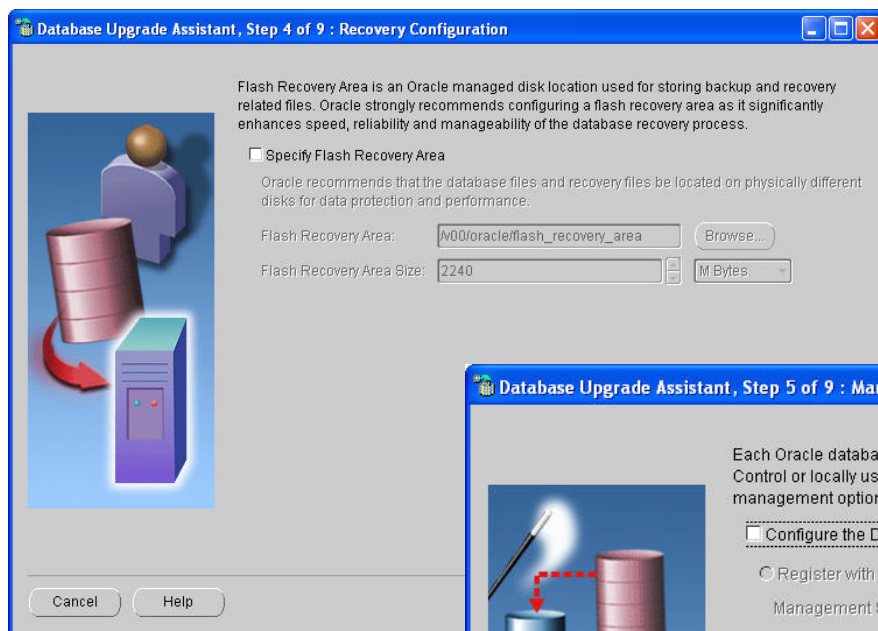 Database Upgrade Assistant, Step 4 of 9 : Recovery Configuration
Flash Recovery Area is an Oracle managed disk location used for storing backup and recovery
related files. Oracle strongly recommends configuring a flash recovery area as it significantly
enhances speed, reliability and manageability of the database recovery process.
Specify Flash Recovery Area
Oracle recommends that the database files and recovery files be located on physically different
disks for data protection and performance.
Flash Recovery Area: /v00/oracle/flash_recovery_area Browse...
Flash Recovery Area Size: 2240 M Bytes
Cancel Help
Database Upgrade Assistant, Step 5 of 9 : Ma
Each Oracle databa
Control or locally us
management option
Configure the D
Register with
Management